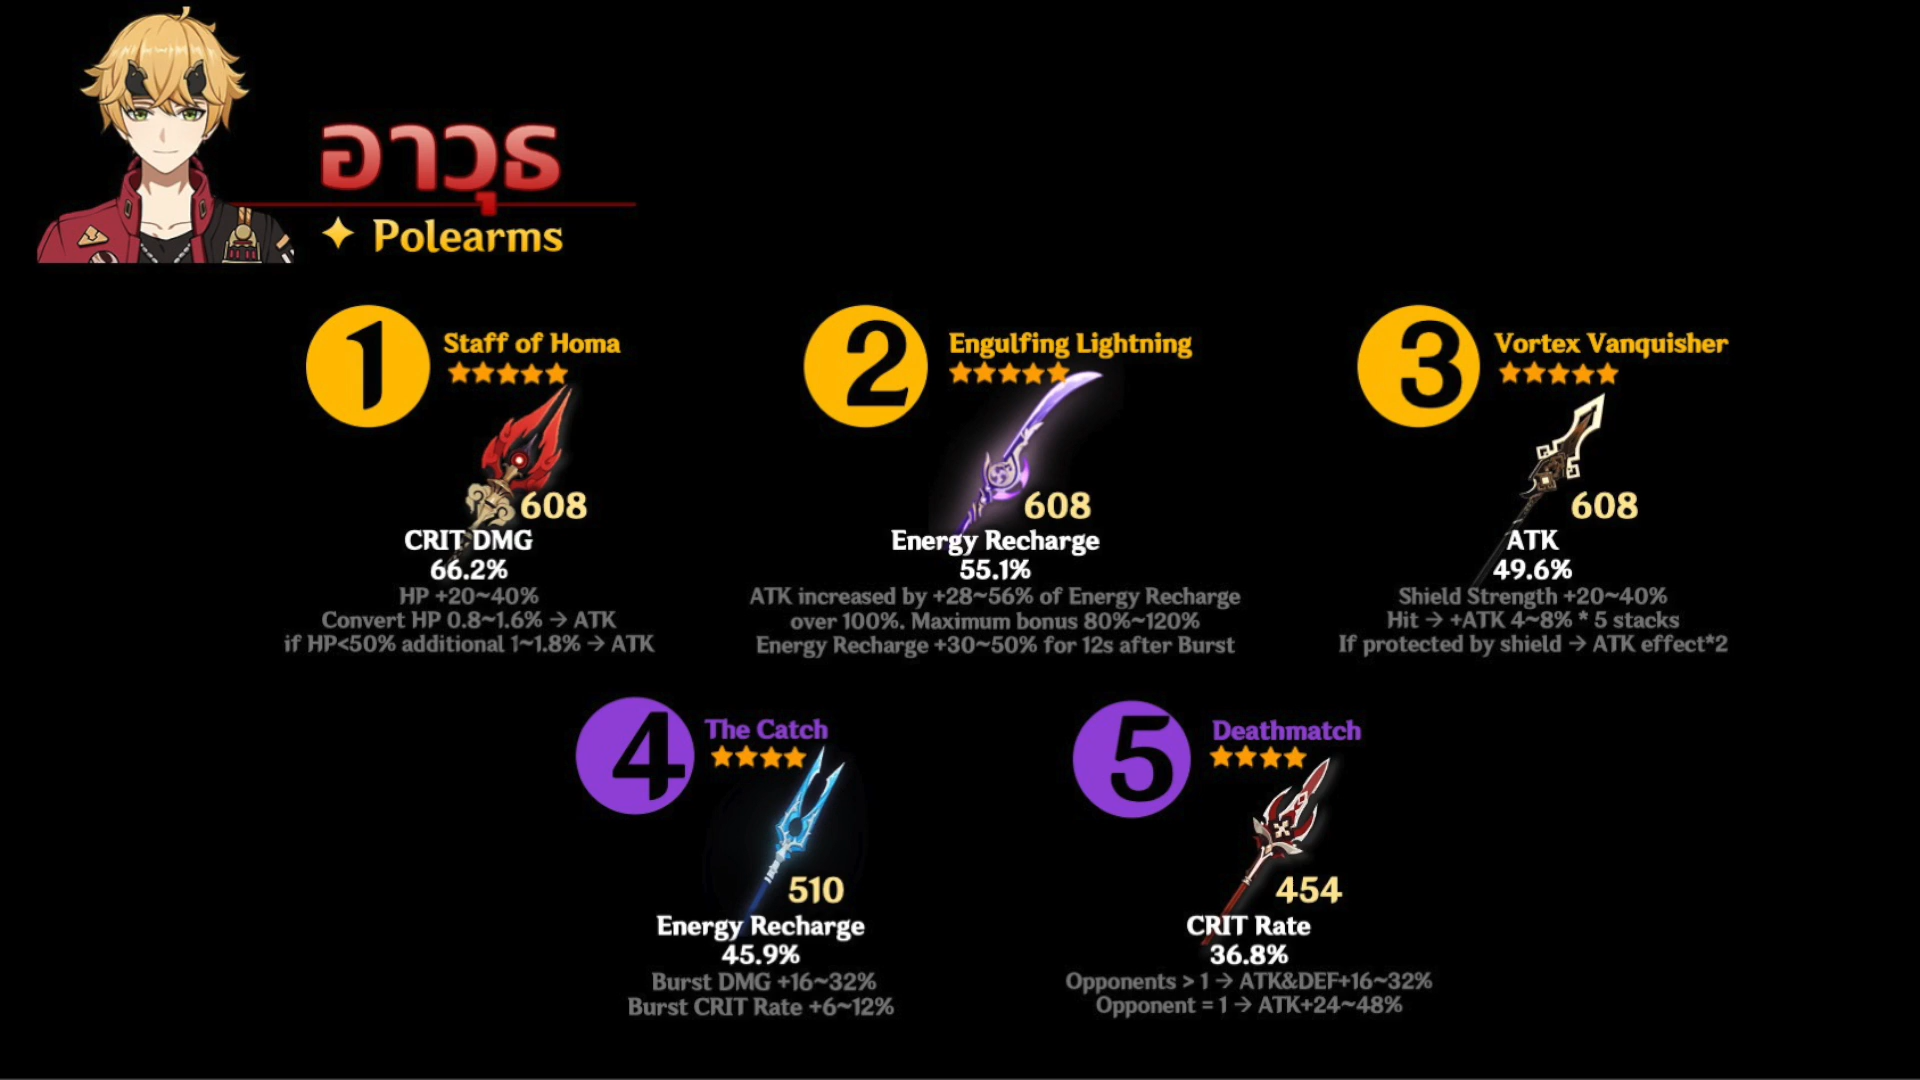 อาวุธ
Polearms
1
Staff of Homa
608
CRIT DMG
66.2%
HP +20~40%
Convert HP 0.8~1.6% → ATK
if HP<50% additional 1~1.8% → ATK
2
Engulfing Lightning
608
Energy Recharge
55.1%
ATK increased by +28~56% of Energy Recharge
over 100%. Maximum bonus 80%~120%
Energy Recharge +30~50% for 12s after Burst
3
Vortex Vanquisher
608
ATK
49.6%
Shield Strength +20~40%
Hit → +ATK 4~8% * 5 stacks
If protected by shield → ATK effect*2
4
The Catch
510
Energy Recharge
45.9%
Burst DMG +16~32%
Burst CRIT Rate +6~12%
5
Deathmatch
454
CRIT Rate
36.8%
Opponents > 1 → ATK&DEF+16~32%
Opponent = 1 → ATK+24~48%